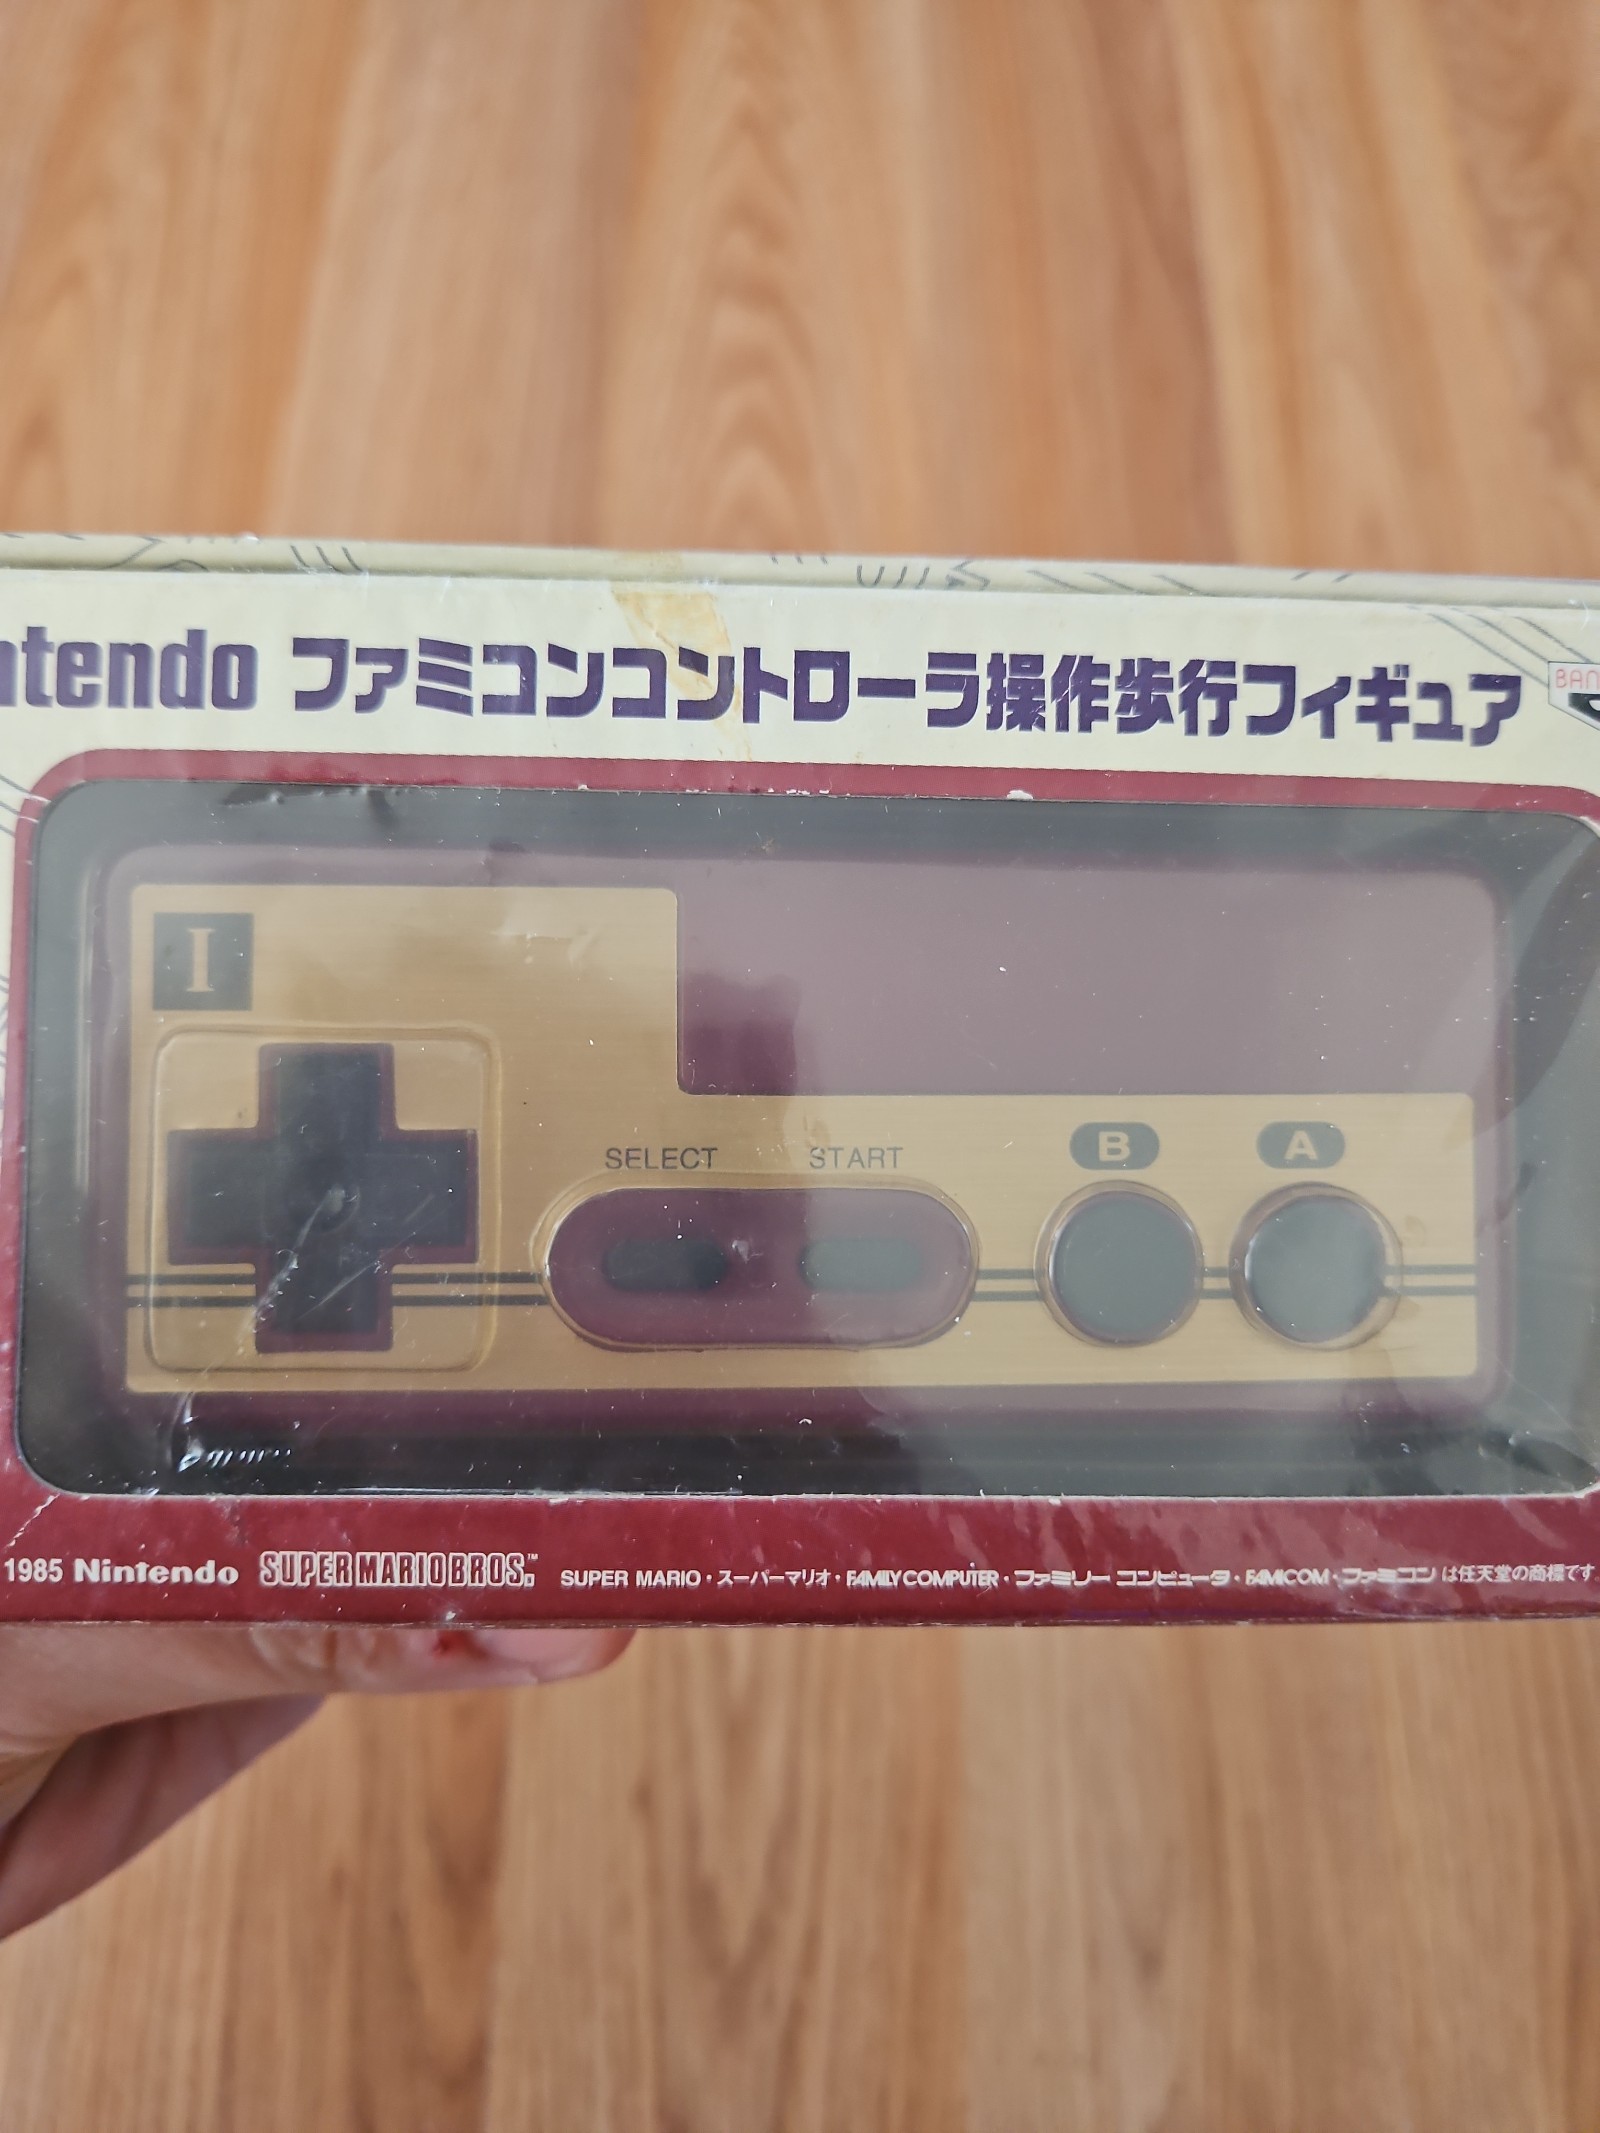 ntendo ファミコンコントローラ操作歩行フィギュア
BAN
I
SELECT START B A
1985 Nintendo SUPER MARIO BROS.™ SUPER MARIO・スーパーマリオ・FAMILY COMPUTER・ファミリー コンピュータ・FAMICOM・ファミコン は任天堂の商標です